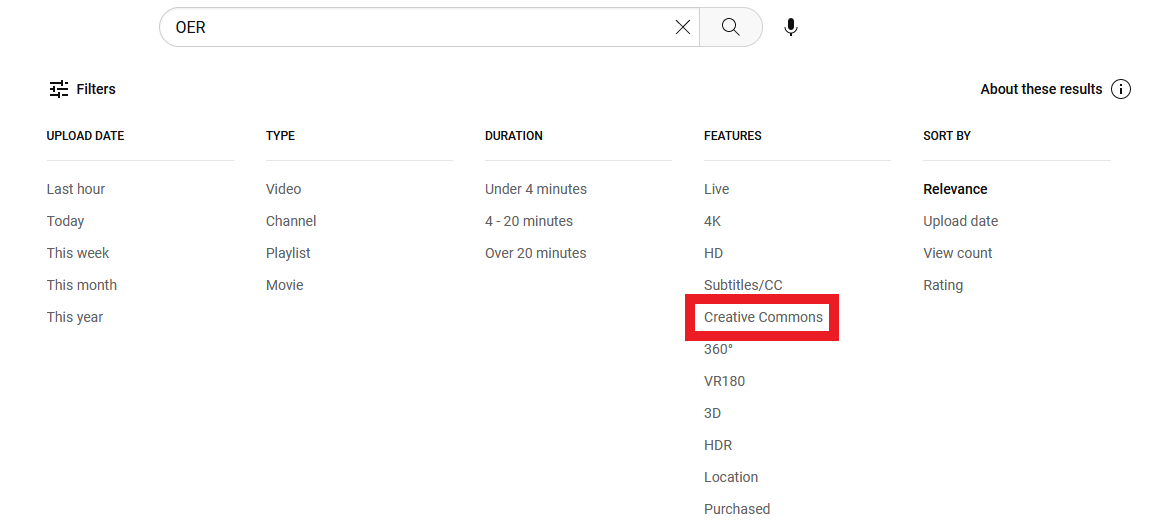 OER
Filters
About these results
UPLOAD DATE
Last hour
Today
This week
This month
This year
TYPE
Video
Channel
Playlist
Movie
DURATION
Under 4 minutes
4 - 20 minutes
Over 20 minutes
FEATURES
Live
4K
HD
Subtitles/CC
Creative Commons
360°
VR180
3D
HDR
Location
Purchased
SORT BY
Relevance
Upload date
View count
Rating